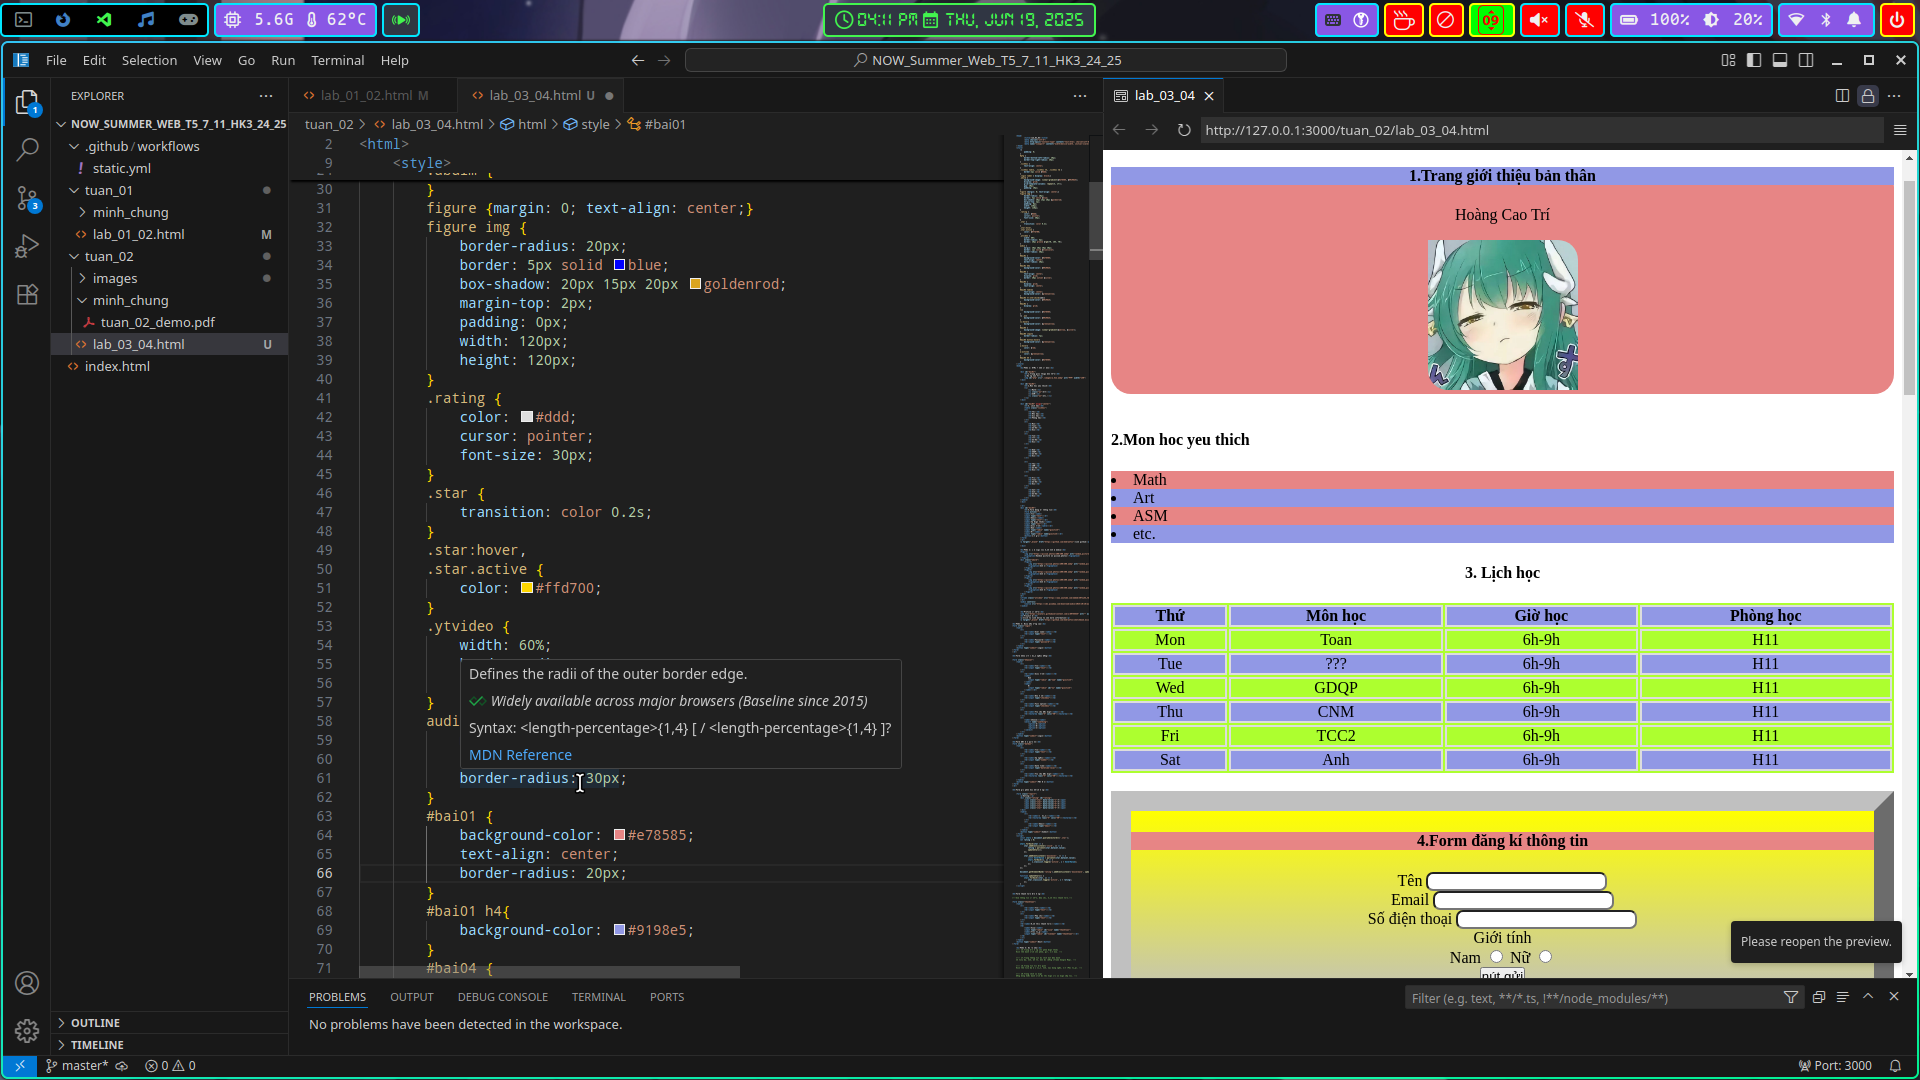 5.6G 62°C
04:11 PM THU, JUN 19, 2025
09
100% 20%
File Edit Selection View Go Run Terminal Help
NOW_Summer_Web_T5_7_11_HK3_24_25
EXPLORER
NOW_SUMMER_WEB_T5_7_11_HK3_24_25
.github / workflows
static.yml
tuan_01
minh_chung
lab_01_02.html M
tuan_02
images
minh_chung
tuan_02_demo.pdf
lab_03_04.html U
index.html
OUTLINE
TIMELINE
1
3
lab_01_02.html M
lab_03_04.html U
tuan_02 > lab_03_04.html > html > style > #bai01
2 <html>
9 <style>
30 }
31 figure {margin: 0; text-align: center;}
32 figure img {
33 border-radius: 20px;
34 border: 5px solid blue;
35 box-shadow: 20px 15px 20px goldenrod;
36 margin-top: 2px;
37 padding: 0px;
38 width: 120px;
39 height: 120px;
40 }
41 .rating {
42 color: #ddd;
43 cursor: pointer;
44 font-size: 30px;
45 }
46 .star {
47 transition: color 0.2s;
48 }
49 .star:hover,
50 .star.active {
51 color: #ffd700;
52 }
53 .ytvideo {
54 width: 60%;
55
56
57 }
58 audi
59
60
61 border-radius: 30px;
62 }
63 #bai01 {
64 background-color: #e78585;
65 text-align: center;
66 border-radius: 20px;
67 }
68 #bai01 h4{
69 background-color: #9198e5;
70 }
71 #bai04 {
Defines the radii of the outer border edge.
Widely available across major browsers (Baseline since 2015)
Syntax: <length-percentage>{1,4} [ / <length-percentage>{1,4} ]?
MDN Reference
lab_03_04
http://127.0.0.1:3000/tuan_02/lab_03_04.html
1.Trang giới thiệu bản thân
Hoàng Cao Trí
ん す
2.Mon hoc yeu thich
Math
Art
ASM
etc.
3. Lịch học
Thứ Môn học Giờ học Phòng học
Mon Toan 6h-9h H11
Tue ??? 6h-9h H11
Wed GDQP 6h-9h H11
Thu CNM 6h-9h H11
Fri TCC2 6h-9h H11
Sat Anh 6h-9h H11
4.Form đăng kí thông tin
Tên
Email
Số điện thoại
Giới tính
Nam Nữ
nút gửi
Please reopen the preview.
PROBLEMS OUTPUT DEBUG CONSOLE TERMINAL PORTS
Filter (e.g. text, **/*.ts, !**/node_modules/**)
No problems have been detected in the workspace.
master* 0 0
Port: 3000